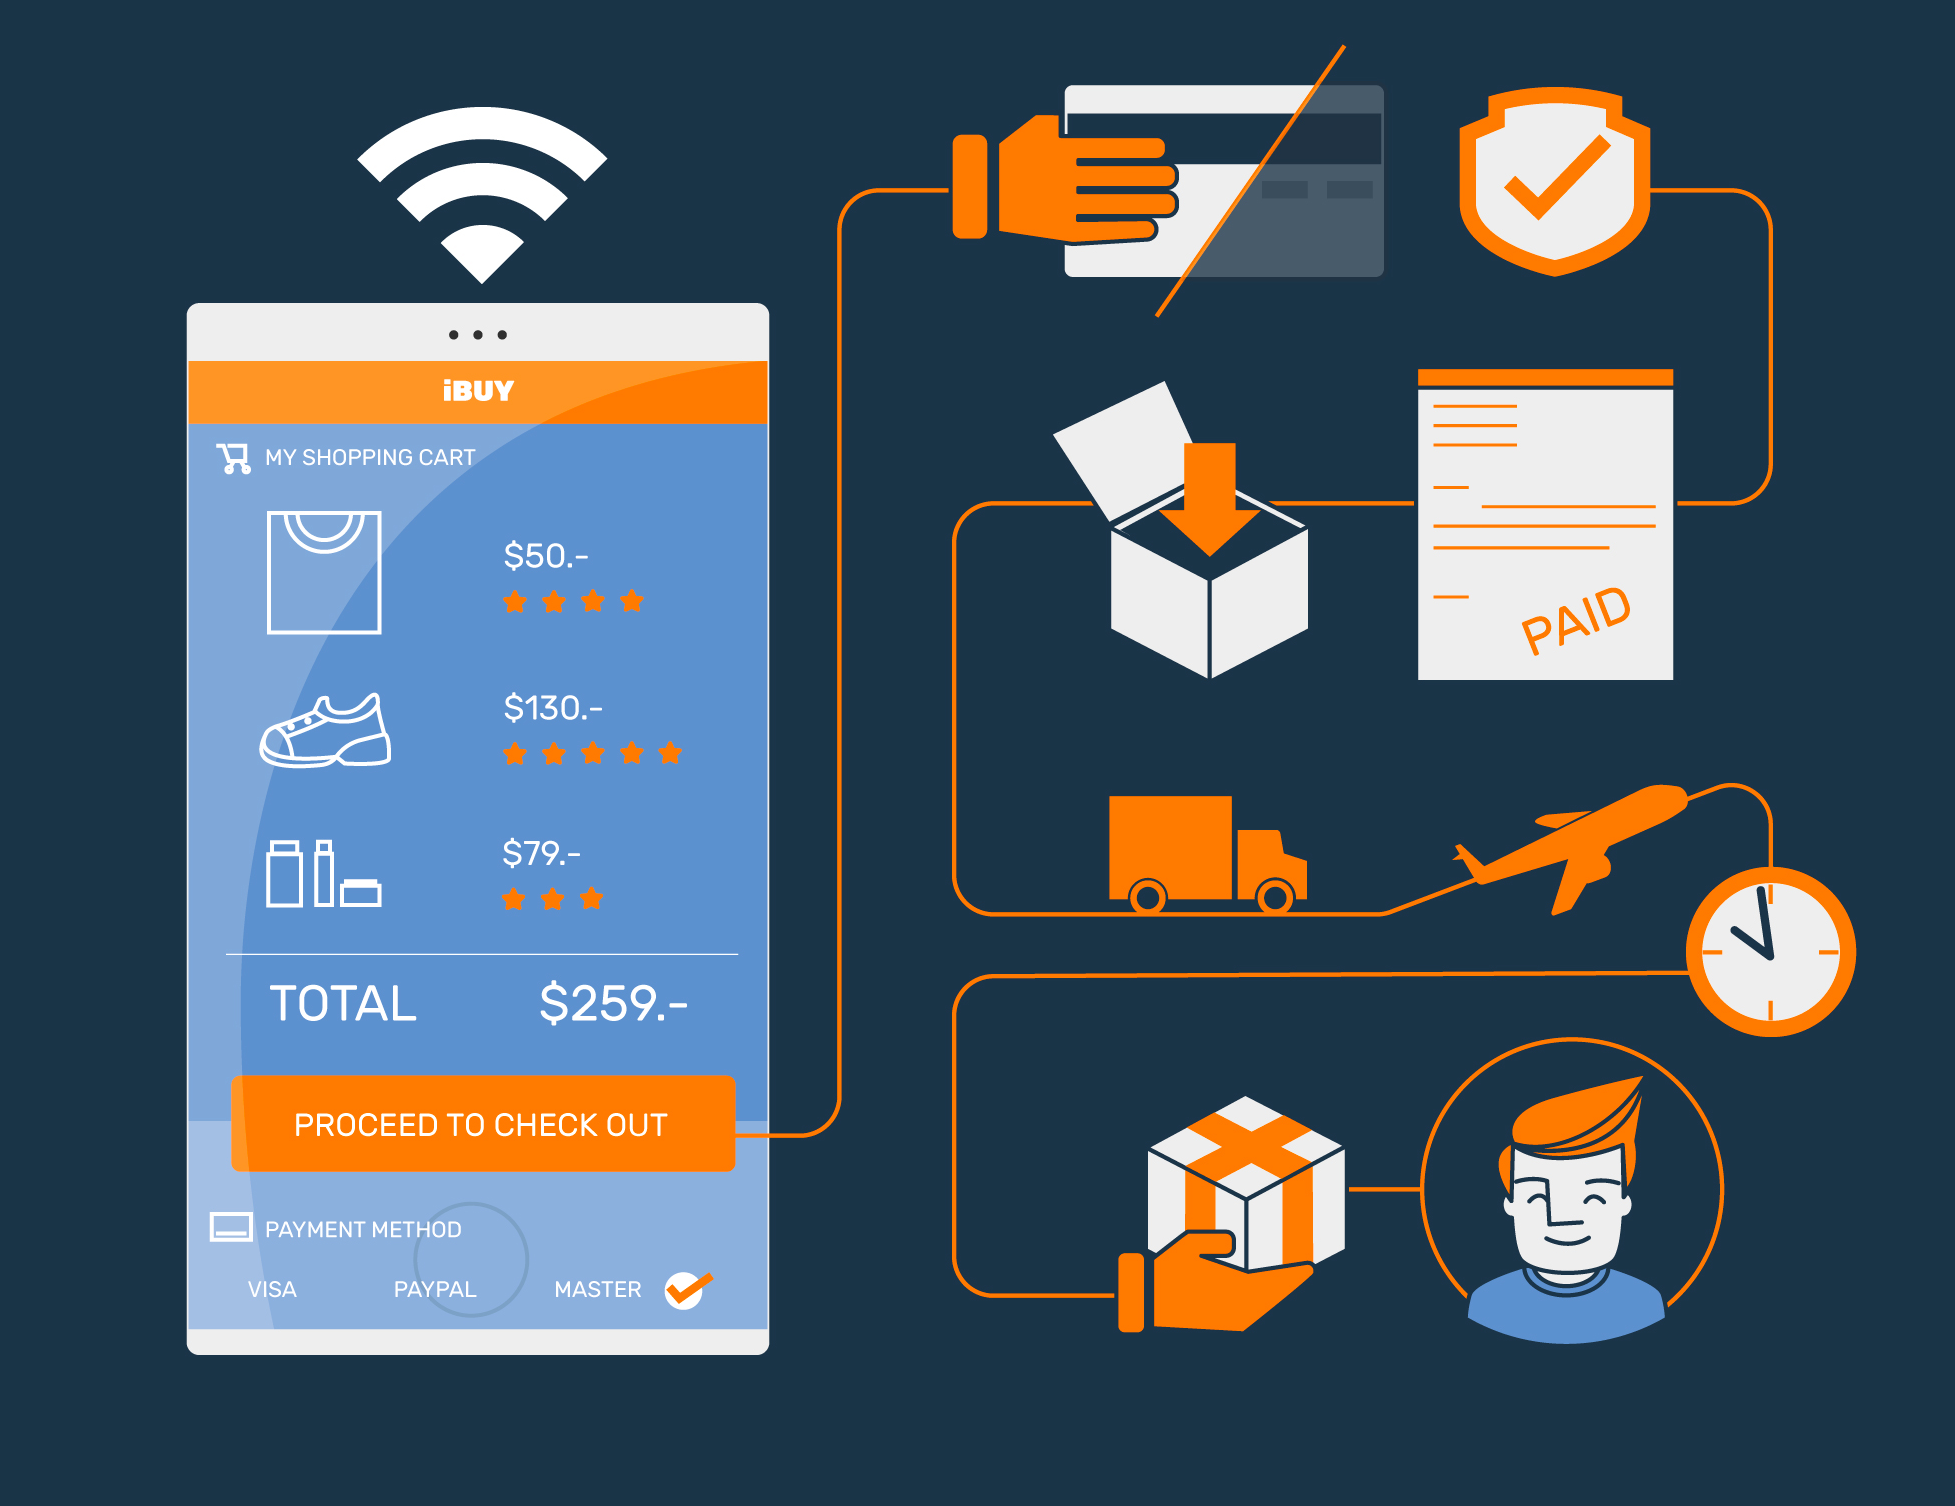 iBUY
MY SHOPPING CART
$50.-
$130.-
$79.-
TOTAL $259.-
PROCEED TO CHECK OUT
PAYMENT METHOD
VISA PAYPAL MASTER
PAID